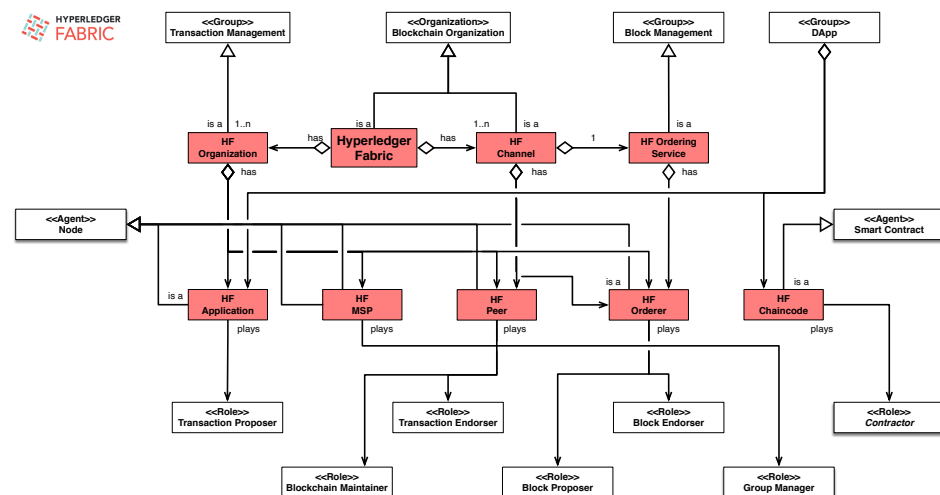 HYPERLEDGER
FABRIC
<<Group>>
Transaction Management
<<Organization>>
Blockchain Organization
<<Group>>
Block Management
<<Group>>
DApp
is a
1..n
is a
1..n
is a
is a
HF
Organization
has
Hyperledger
Fabric
has
HF
Channel
1
HF Ordering
Service
has
has
has
<<Agent>>
Node
<<Agent>>
Smart Contract
is a
HF
Application
HF
MSP
HF
Peer
is a
HF
Orderer
is a
HF
Chaincode
plays
plays
plays
plays
plays
<<Role>>
Transaction Proposer
<<Role>>
Transaction Endorser
<<Role>>
Block Endorser
<<Role>>
Contractor
<<Role>>
Blockchain Maintainer
<<Role>>
Block Proposer
<<Role>>
Group Manager